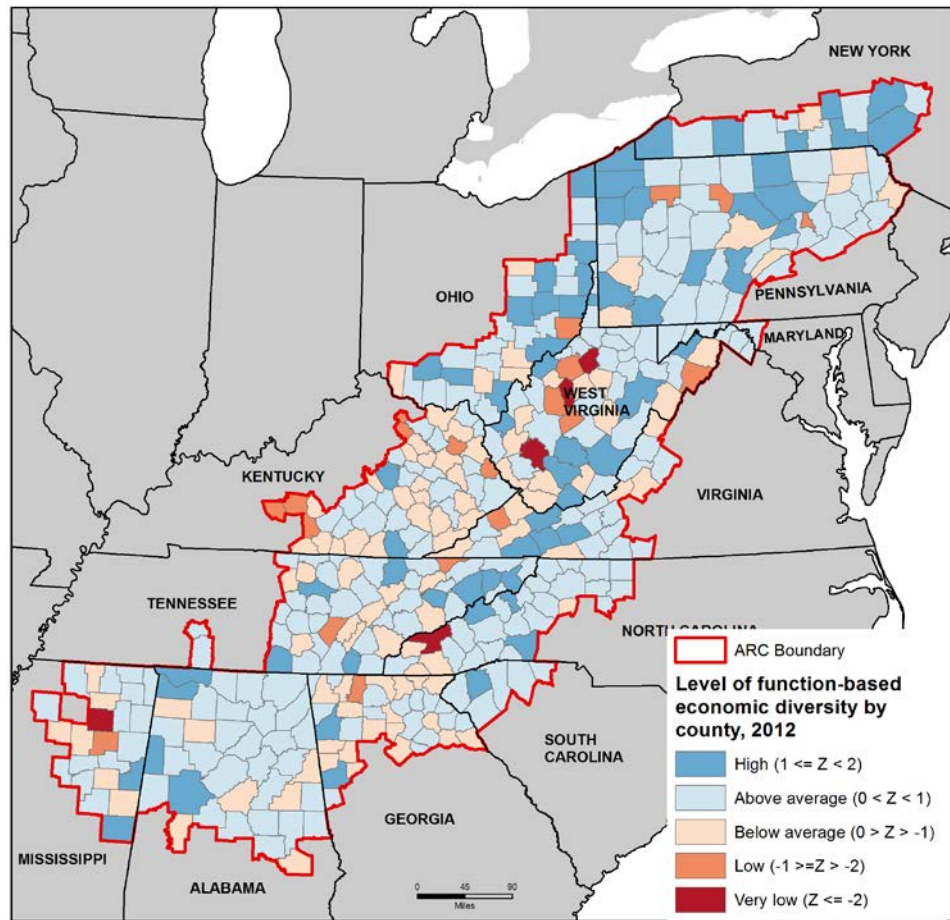 NEW YORK
OHIO
PENNSYLVANIA
MARYLAND
WEST
VIRGINIA
KENTUCKY
VIRGINIA
TENNESSEE
NORTH CAROLINA
SOUTH
CAROLINA
GEORGIA
MISSISSIPPI
ALABAMA
0 45 90
Miles
ARC Boundary
Level of function-based
economic diversity by
county, 2012
High (1 <= Z < 2)
Above average (0 < Z < 1)
Below average (0 > Z > -1)
Low (-1 >=Z > -2)
Very low (Z <= -2)